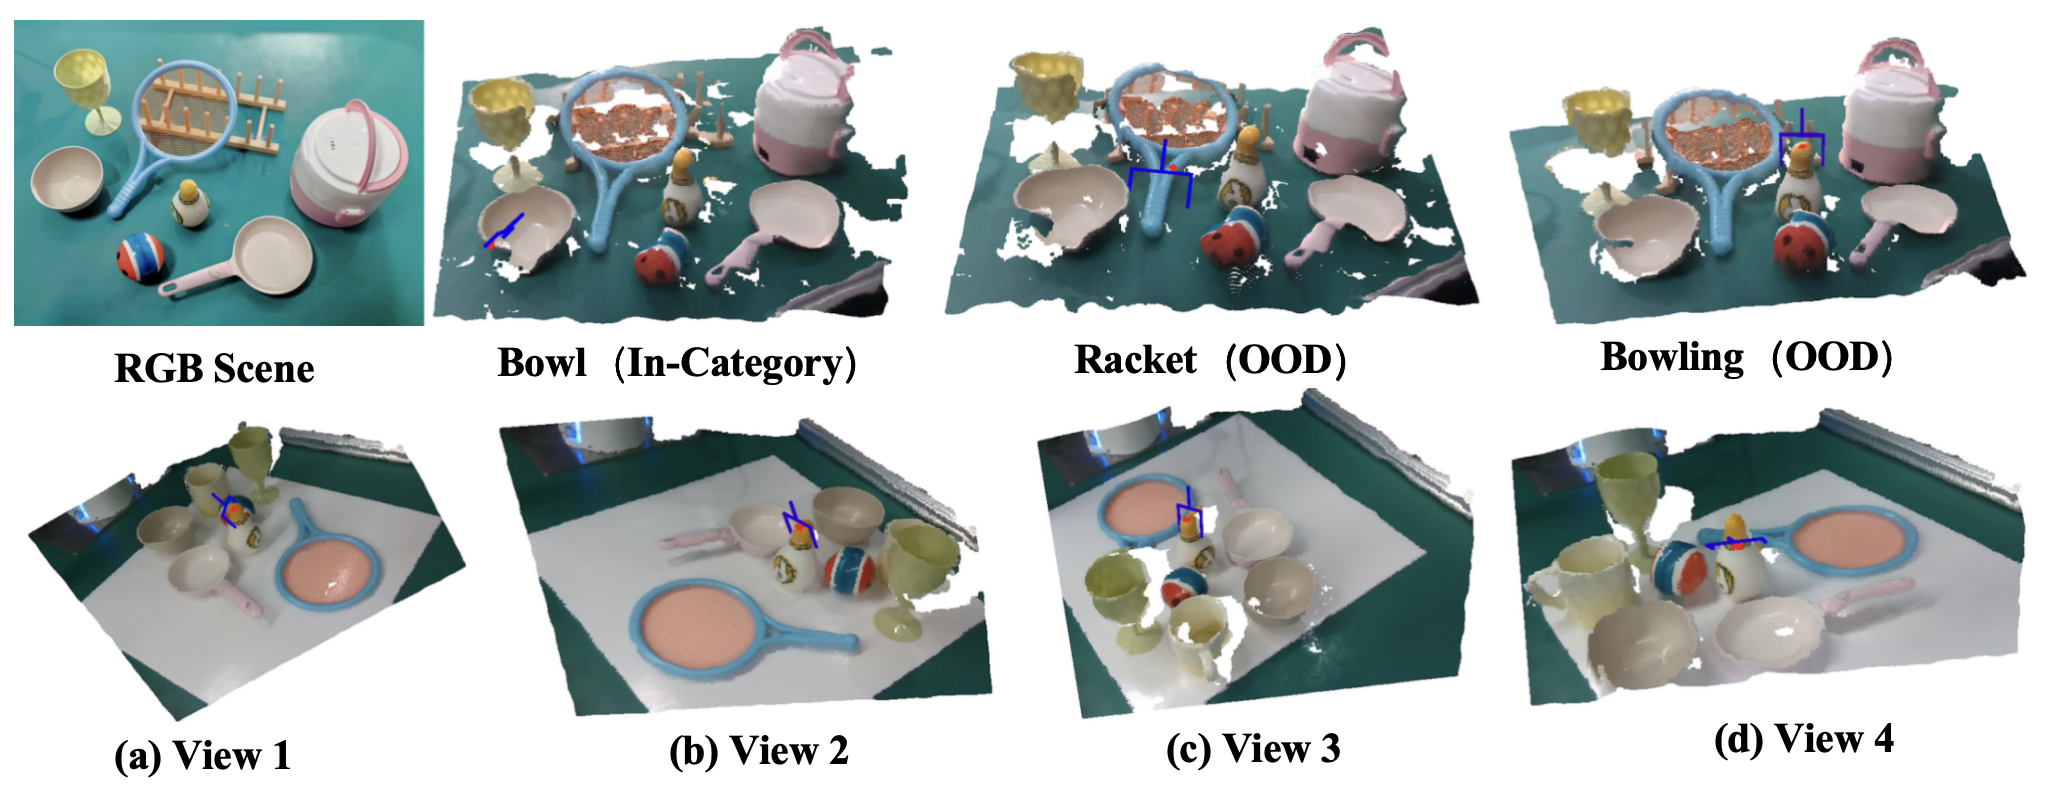 RGB Scene
Bowl（In-Category）
Racket（OOD）
Bowling（OOD）
(a) View 1
(b) View 2
(c) View 3
(d) View 4